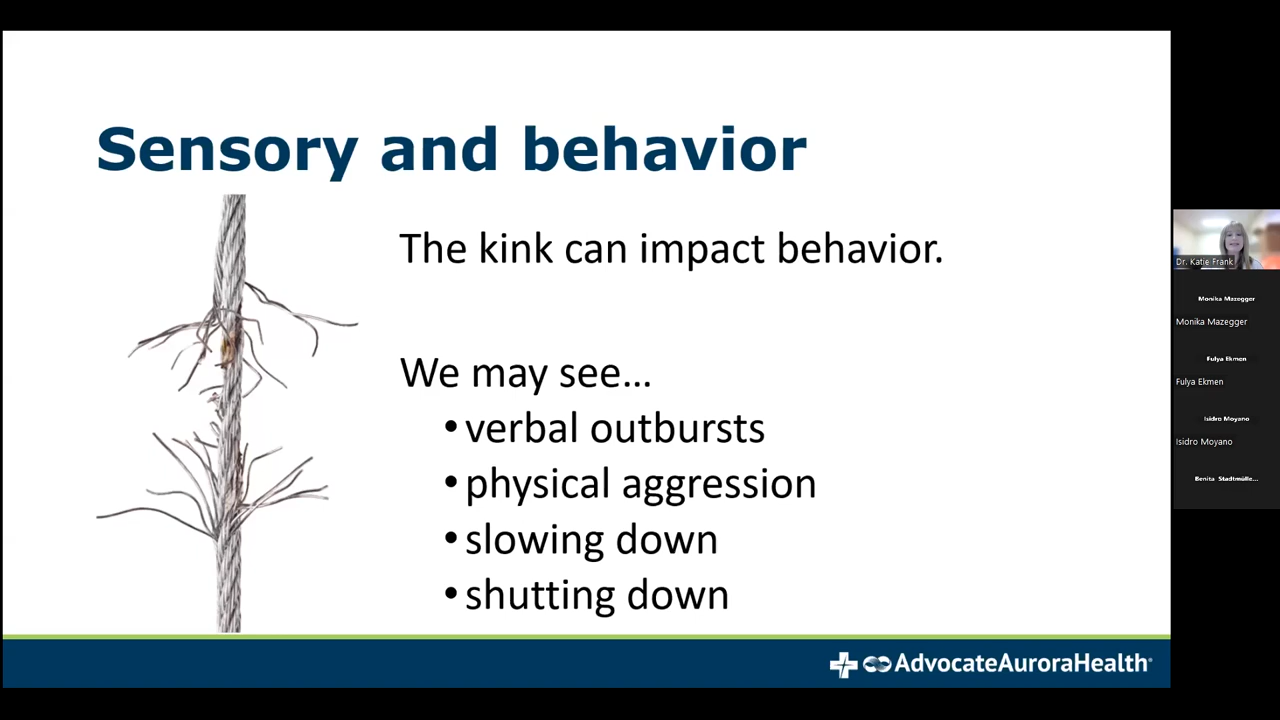 Sensory and behavior
The kink can impact behavior.
We may see...
•verbal outbursts
•physical aggression
•slowing down
•shutting down
AdvocateAuroraHealth®
Dr. Katie Frank
Monika Mazegger
Monika Mazegger
Fulya Ekmen
Fulya Ekmen
Isidro Moyano
Isidro Moyano
Benita Stadtmülle...